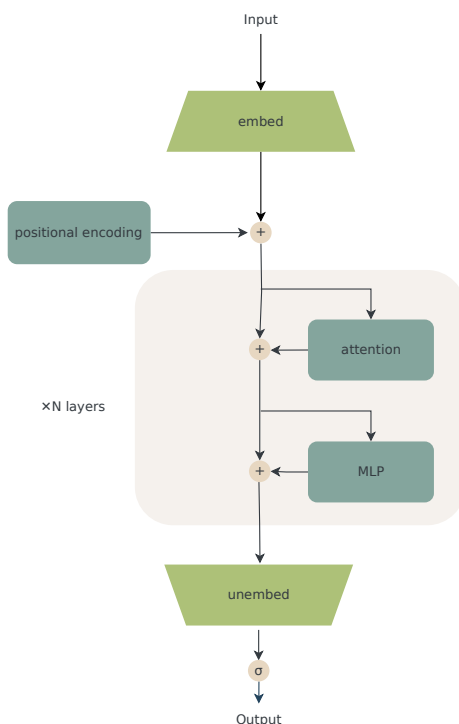 Input
embed
positional encoding
+
attention
+
×N layers
MLP
+
unembed
σ
Output